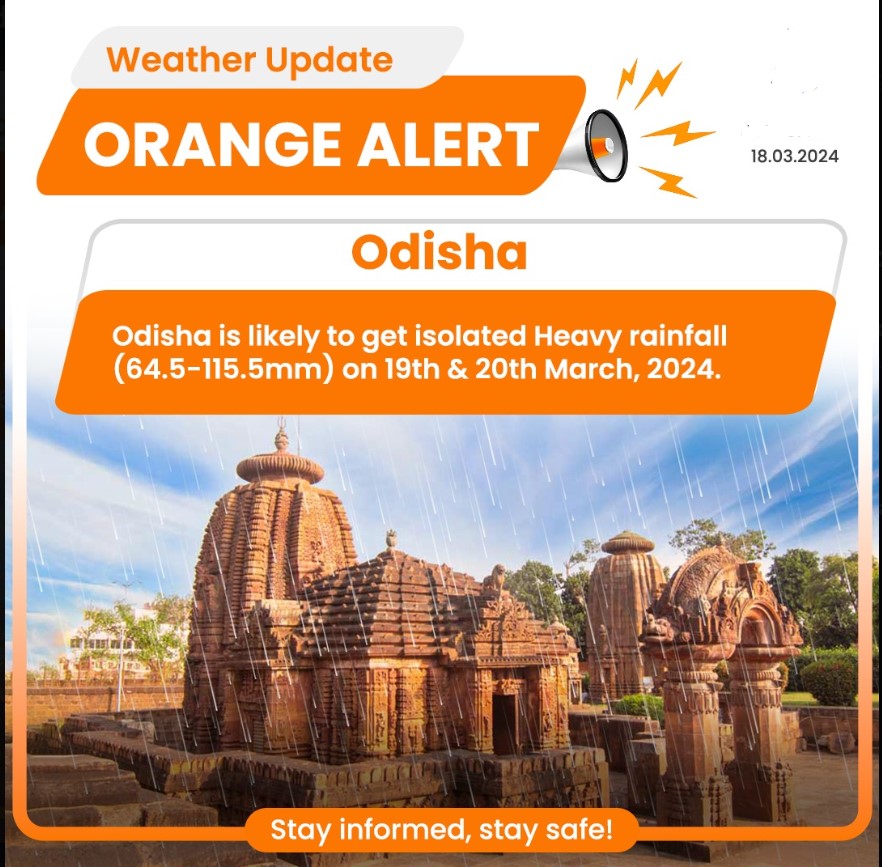 Weather Update
ORANGE ALERT
18.03.2024
Odisha
Odisha is likely to get isolated Heavy rainfall
(64.5-115.5mm) on 19th & 20th March, 2024.
Stay informed, stay safe!